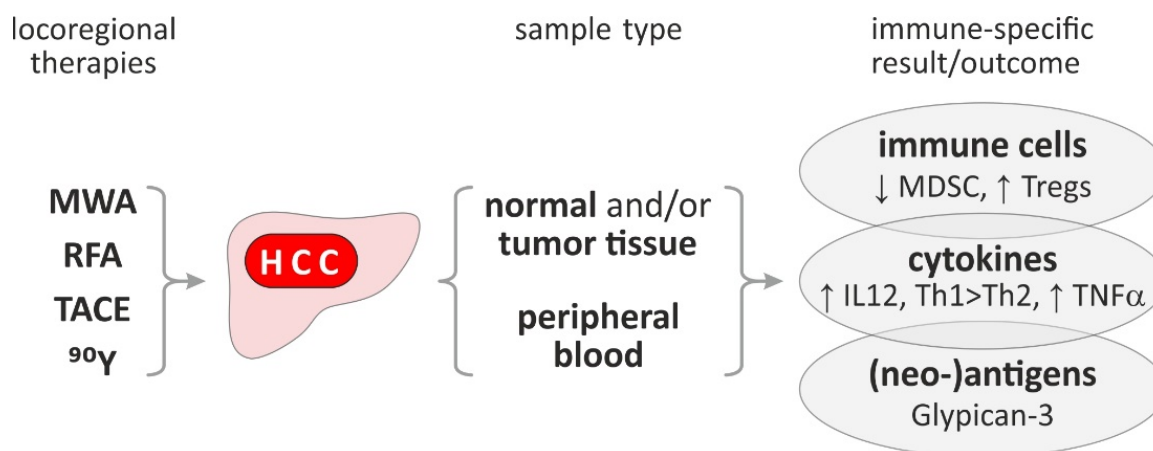 locoregional
therapies
sample type
immune-specific
result/outcome
MWA
RFA
TACE
⁹⁰Y
HCC
normal and/or
tumor tissue
peripheral
blood
immune cells
↓ MDSC, ↑ Tregs
cytokines
↑ IL12, Th1>Th2, ↑ TNFα
(neo-)antigens
Glypican-3